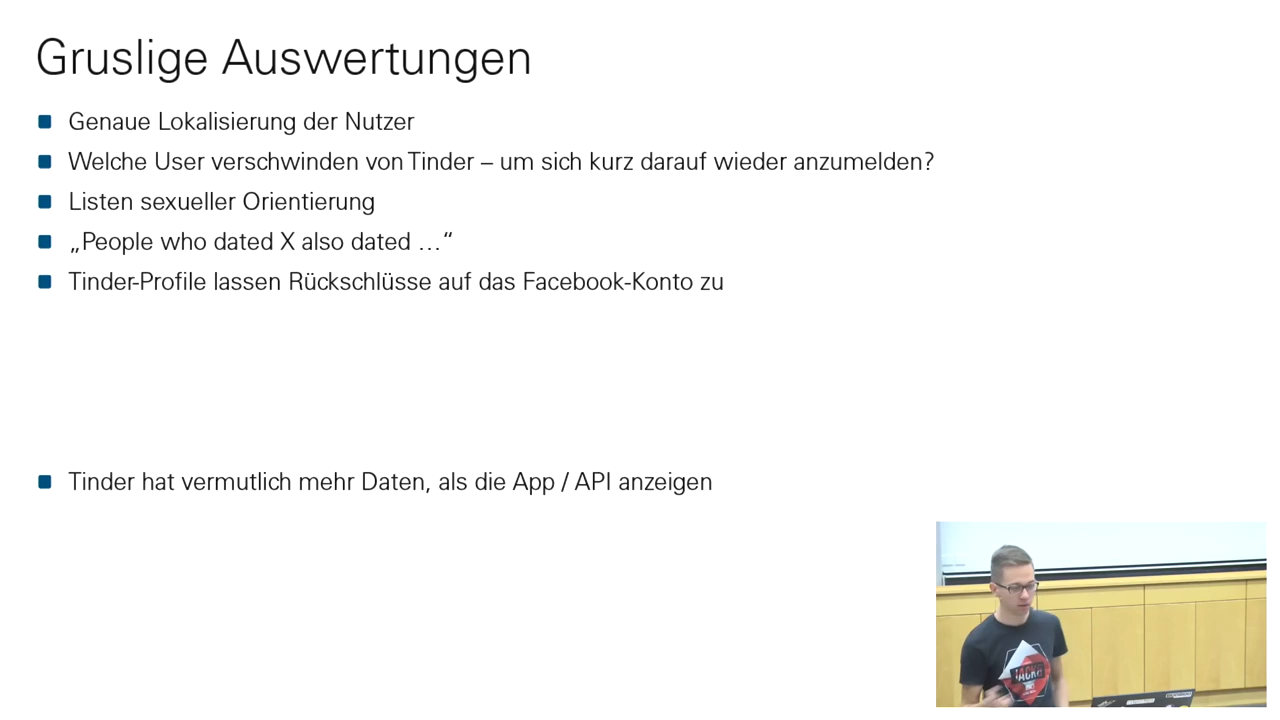 Gruslige Auswertungen
Genaue Lokalisierung der Nutzer
Welche User verschwinden von Tinder – um sich kurz darauf wieder anzumelden?
Listen sexueller Orientierung
„People who dated X also dated …“
Tinder-Profile lassen Rückschlüsse auf das Facebook-Konto zu
Tinder hat vermutlich mehr Daten, als die App / API anzeigen